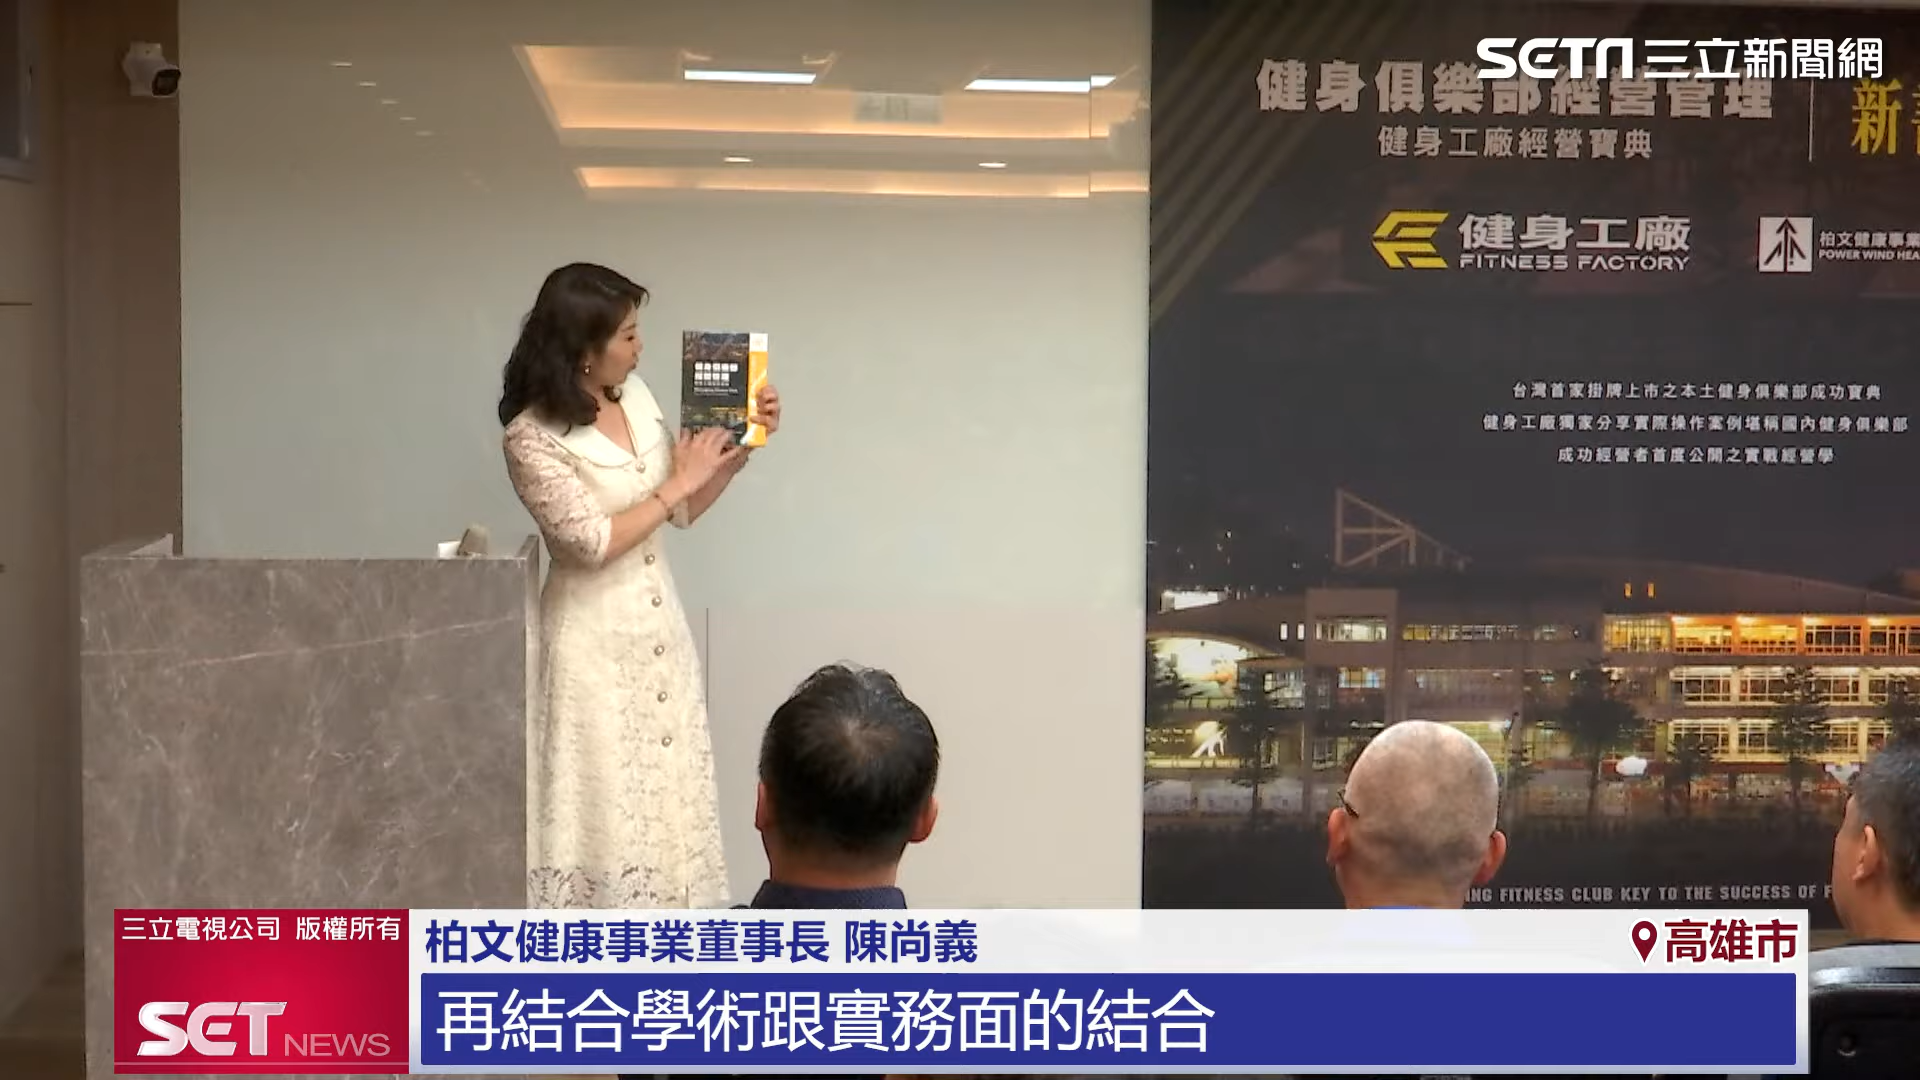 SETN 三立新聞網
健身俱樂部經營管理
新
健身工廠經營寶典
健身工廠
FITNESS FACTORY
柏文健康事業
POWER WIND HEA
台灣首家掛牌上市之本土健身俱樂部成功寶典
健身工廠獨家分享實際操作案例堪稱國內健身俱樂部
成功經營者首度公開之實戰經營學
NG FITNESS CLUB KEY TO THE SUCCESS OF F
三立電視公司 版權所有
柏文健康事業董事長 陳尚義
高雄市
SET NEWS
再結合學術跟實務面的結合